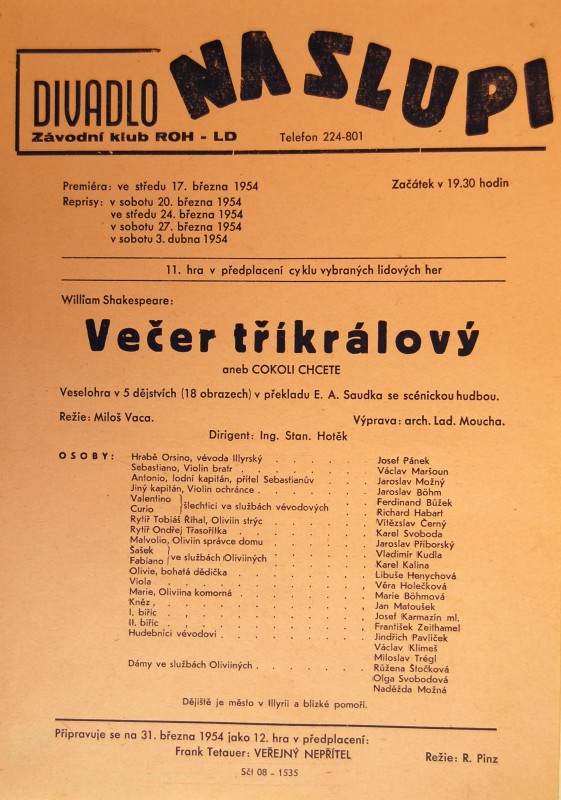 DIVADLO NA SLUPI
Závodní klub ROH - LD
Telefon 224-801
Premiéra: ve středu 17. března 1954
Začátek v 19.30 hodin
Reprisy: v sobotu 20. března 1954
ve středu 24. března 1954
v sobotu 27. března 1954
v sobotu 3. dubna 1954
11. hra v předplacení cyklu vybraných lidových her
William Shakespeare:
Večer tříkrálový
aneb COKOLI CHCETE
Veselohra v 5 dějstvích (18 obrazech) v překladu E. A. Saudka se scénickou hudbou.
Režie: Miloš Vaca.
Výprava: arch. Lad. Moucha.
Dirigent: Ing. Stan. Hotěk
OSOBY:
Hrabě Orsino, vévoda Illyrský . . . . . . Josef Pánek
Sebastiano, Violin bratr . . . . . . . Václav Maršoun
Antonio, lodní kapitán, přítel Sebastianův . . . Jaroslav Možný
Jiný kapitán, Violin ochránce . . . . . . Jaroslav Böhm
Valentino } šlechtici ve službách vévodových . . . Ferdinand Bůžek
Curio } Richard Habart
Rytíř Tobiáš Říhal, Oliviin strýc . . . . . . Vítězslav Černý
Rytíř Ondřej Třasořitka . . . . . . . Karel Svoboda
Malvolio, Oliviin správce domu . . . . . . Jaroslav Příborský
Šašek } ve službách Oliviiných . . . . . Vladimír Kudla
Fabiano } Karel Kalina
Olivie, bohatá dědička . . . . . . . Libuše Henychová
Viola . . . . . . . . . . Věra Holečková
Marie, Oliviina komorná . . . . . . . Marie Böhmová
Kněz . . . . . . . . . . Jan Matoušek
I. biřic . . . . . . . . . . Josef Karmazin ml.
II. biřic . . . . . . . . . . František Zeithamel
Hudebníci vévodovi . . . . . . . . Jindřich Pavlíček
Václav Klimeš
Miloslav Trégl
Dámy ve službách Oliviiných . . . . . . Růžena Štočková
Olga Svobodová
Naděžda Možná
Dějiště je město v Illyrii a blízké pomoří.
Připravuje se na 31. března 1954 jako 12. hra v předplacení:
Frank Tetauer: VEŘEJNÝ NEPŘÍTEL
Režie: R. Pinz
Sčt 08 - 1535